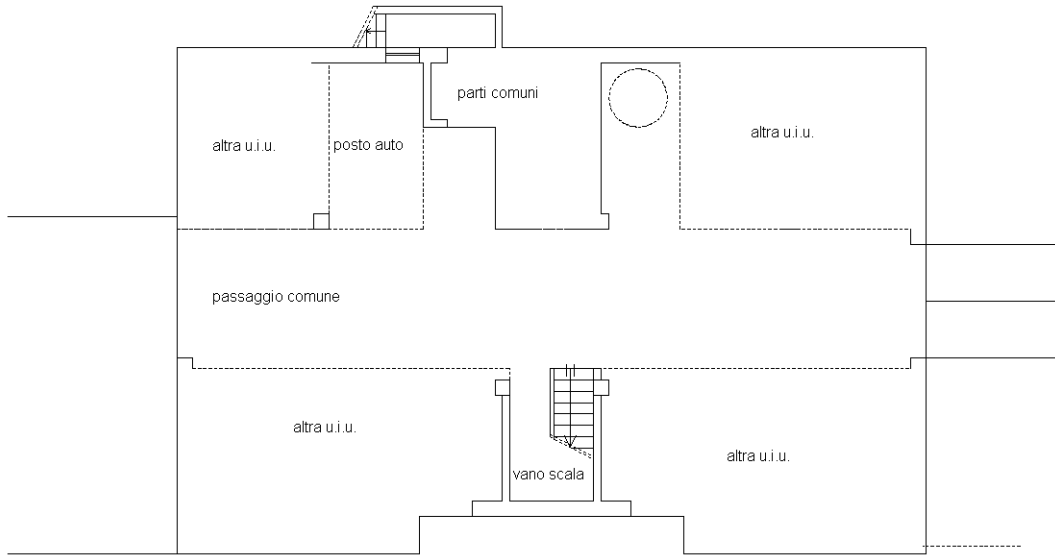 parti comuni
altra u.i.u.
posto auto
altra u.i.u.
passaggio comune
altra u.i.u.
vano scala
altra u.i.u.